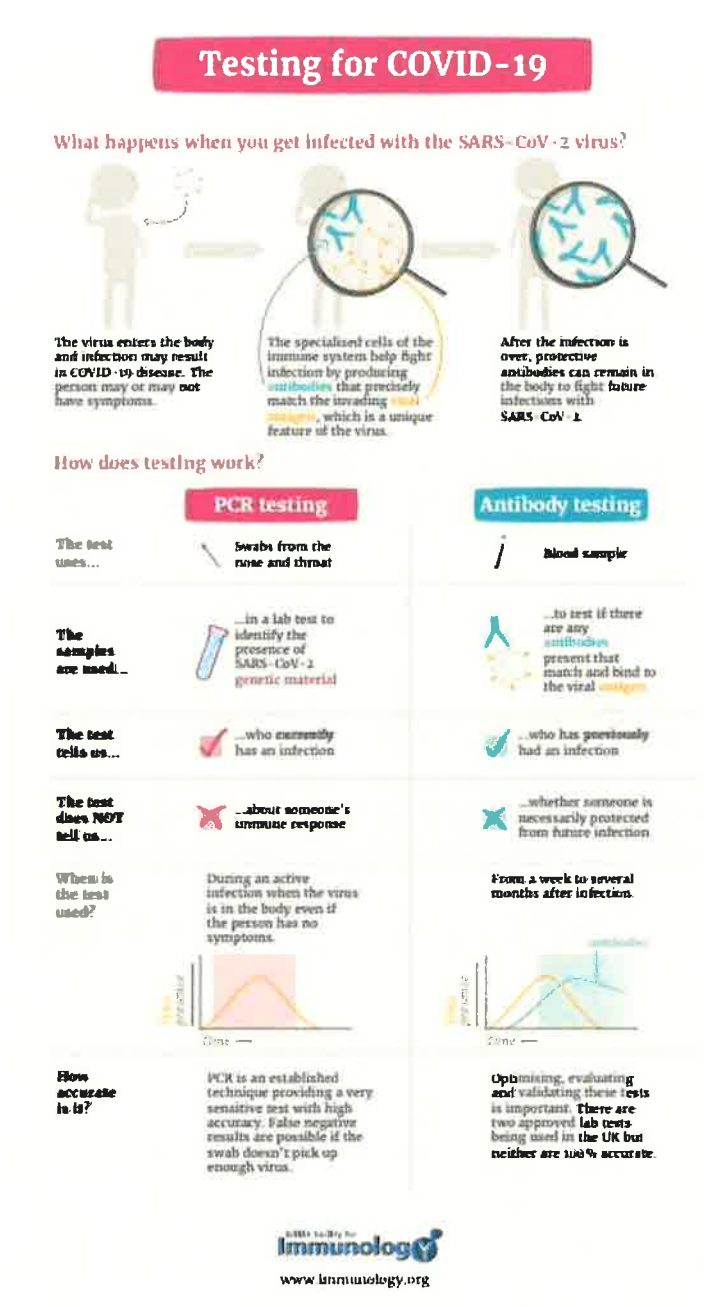 Testing for COVID-19
What happens when you get infected with the SARS-CoV-2 virus?
The virus enters the body
and infection may result
in COVID-19 disease. The
person may or may not
have symptoms.
The specialised cells of the
immune system help fight
infection by producing
antibodies that precisely
match the invading viral
antigen, which is a unique
feature of the virus.
After the infection is
over, protective
antibodies can remain in
the body to fight future
infections with
SARS-CoV-2
How does testing work?
PCR testing
Antibody testing
The test
uses...
Swabs from the
nose and throat
Blood sample
The
samples
are used...
...in a lab test to
identify the
presence of
SARS-CoV-2
genetic material
...to test if there
are any
antibodies
present that
match and bind to
the viral antigen
The test
tells us...
...who currently
has an infection
...who has previously
had an infection
The test
does NOT
tell us...
...about someone's
immune response
...whether someone is
necessarily protected
from future infection
When is
the test
used?
During an active
infection when the virus
is in the body even if
the person has no
symptoms.
From a week to several
months after infection.
antibodies
Virus
presence
Time
Virus
presence
Time
How
accurate
is it?
PCR is an established
technique providing a very
sensitive test with high
accuracy. False negative
results are possible if the
swab doesn't pick up
enough virus.
Optimising, evaluating
and validating these tests
is important. There are
two approved lab tests
being used in the UK but
neither are 100% accurate.
British Society for
Immunology
www.immunology.org